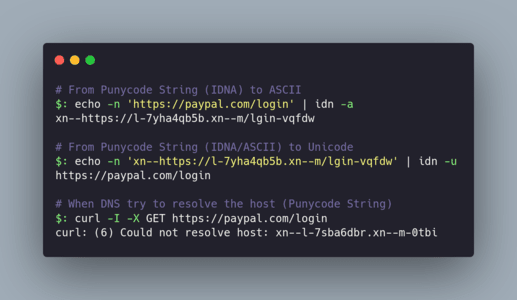 # From Punycode String (IDNA) to ASCII
$: echo -n 'https://paypal.com/login' | idn -a
xn--https://l-7yha4qb5b.xn--m/lgin-vqfdw
# From Punycode String (IDNA/ASCII) to Unicode
$: echo -n 'xn--https://l-7yha4qb5b.xn--m/lgin-vqfdw' | idn -u
https://paypal.com/login
# When DNS try to resolve the host (Punycode String)
$: curl -I -X GET https://paypal.com/login
curl: (6) Could not resolve host: xn--l-7sba6dbr.xn--m-0tbi